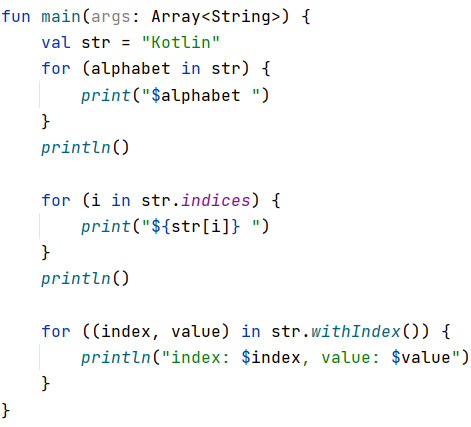 fun main(args: Array<String>) {
    val str = "Kotlin"
    for (alphabet in str) {
        print("$alphabet ")
    }
    println()

    for (i in str.indices) {
        print("${str[i]} ")
    }
    println()

    for ((index, value) in str.withIndex()) {
        println("index: $index, value: $value")
    }
}